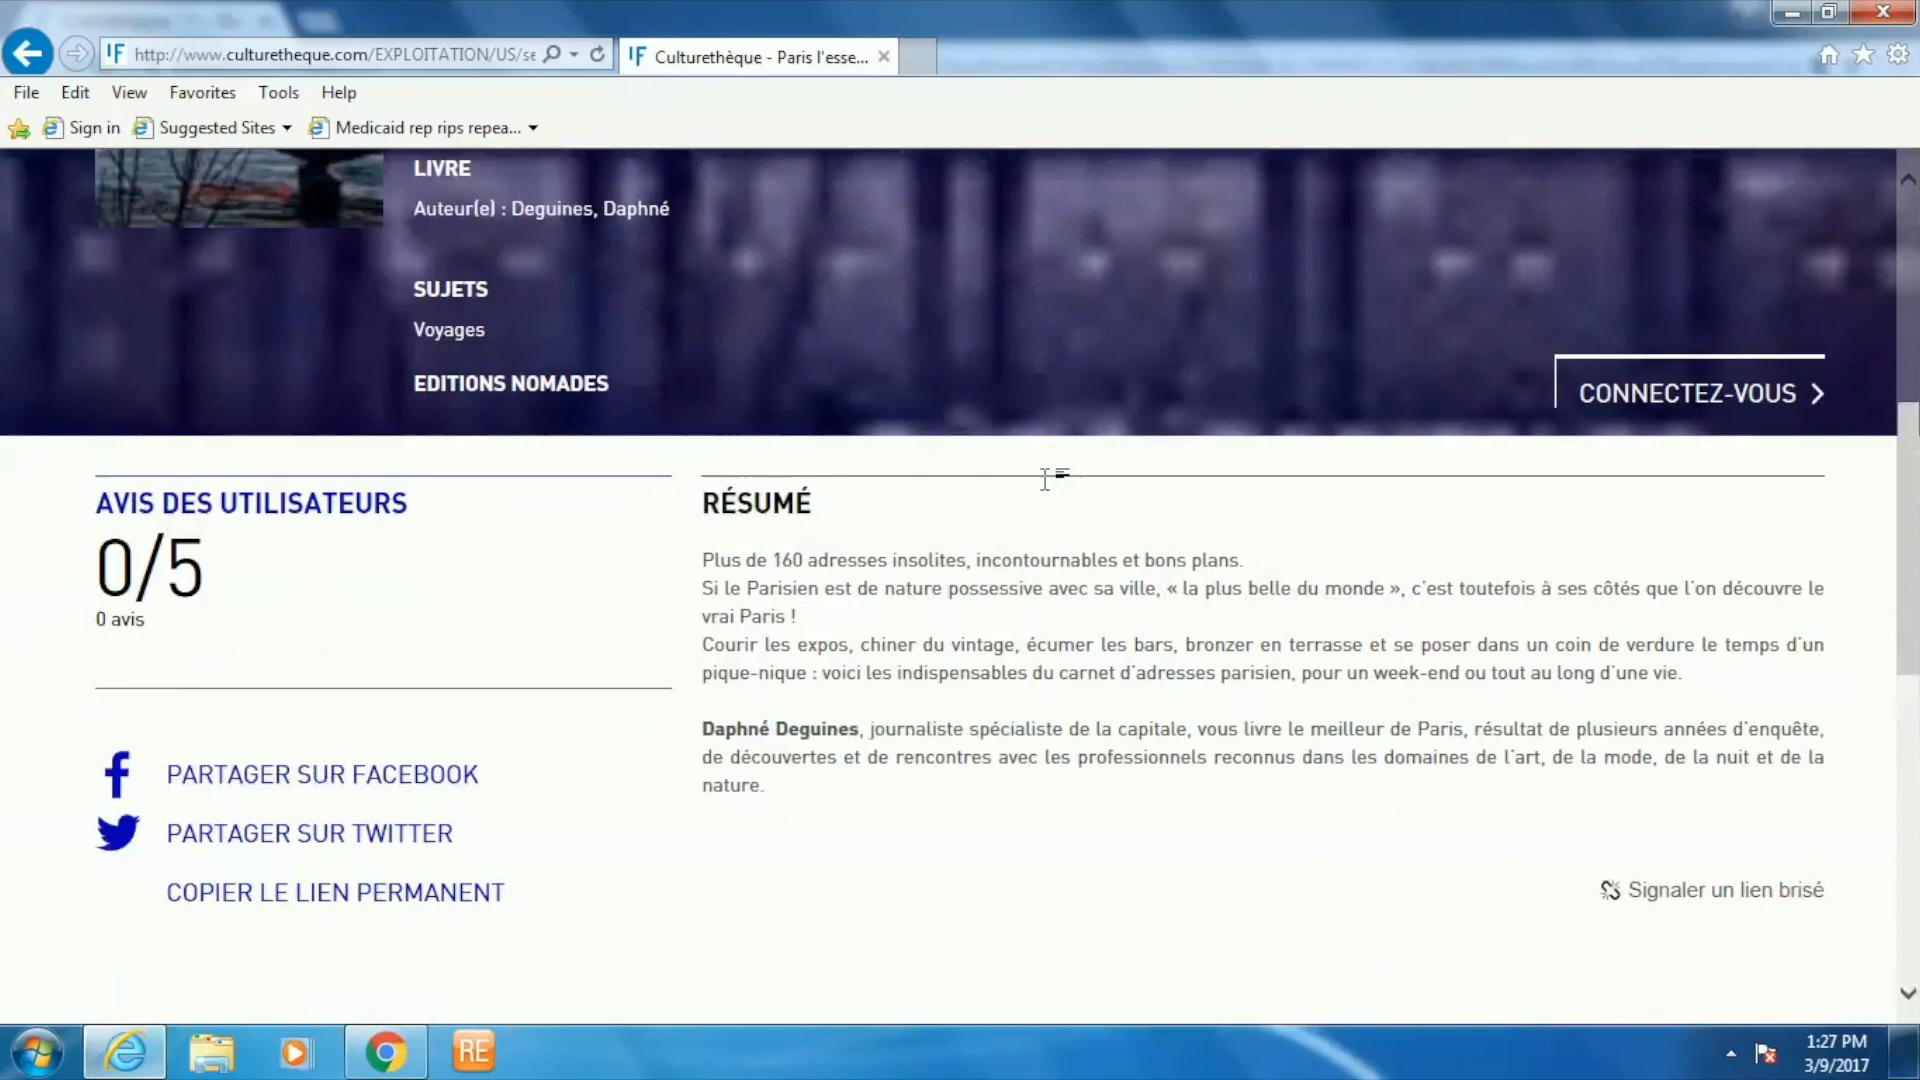 http://www.culturetheque.com/EXPLOITATION/US/se
Culturethèque - Paris l'esse...
File Edit View Favorites Tools Help
Sign in Suggested Sites Medicaid rep rips repea...
LIVRE
Auteur(e) : Deguines, Daphné
SUJETS
Voyages
EDITIONS NOMADES
CONNECTEZ-VOUS
AVIS DES UTILISATEURS
0/5
0 avis
PARTAGER SUR FACEBOOK
PARTAGER SUR TWITTER
COPIER LE LIEN PERMANENT
RÉSUMÉ
Plus de 160 adresses insolites, incontournables et bons plans.
Si le Parisien est de nature possessive avec sa ville, « la plus belle du monde », c'est toutefois à ses côtés que l'on découvre le
vrai Paris !
Courir les expos, chiner du vintage, écumer les bars, bronzer en terrasse et se poser dans un coin de verdure le temps d'un
pique-nique : voici les indispensables du carnet d'adresses parisien, pour un week-end ou tout au long d'une vie.
Daphné Deguines, journaliste spécialiste de la capitale, vous livre le meilleur de Paris, résultat de plusieurs années d'enquête,
de découvertes et de rencontres avec les professionnels reconnus dans les domaines de l'art, de la mode, de la nuit et de la
nature.
Signaler un lien brisé
RE
1:27 PM
3/9/2017